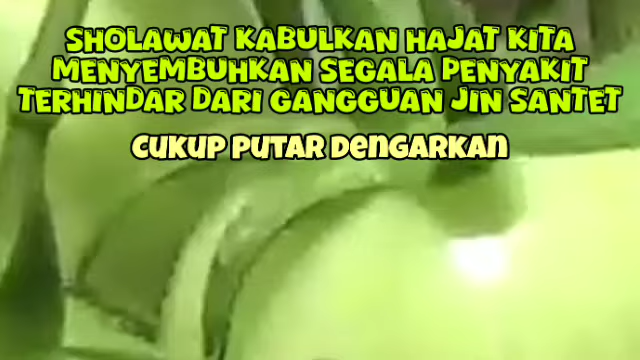 SHOLAWAT KABULKAN HAJAT KITA
MENYEMBUHKAN SEGALA PENYAKIT
TERHINDAR DARI GANGGUAN JIN SANTET
CUKUP PUTAR DENGARKAN